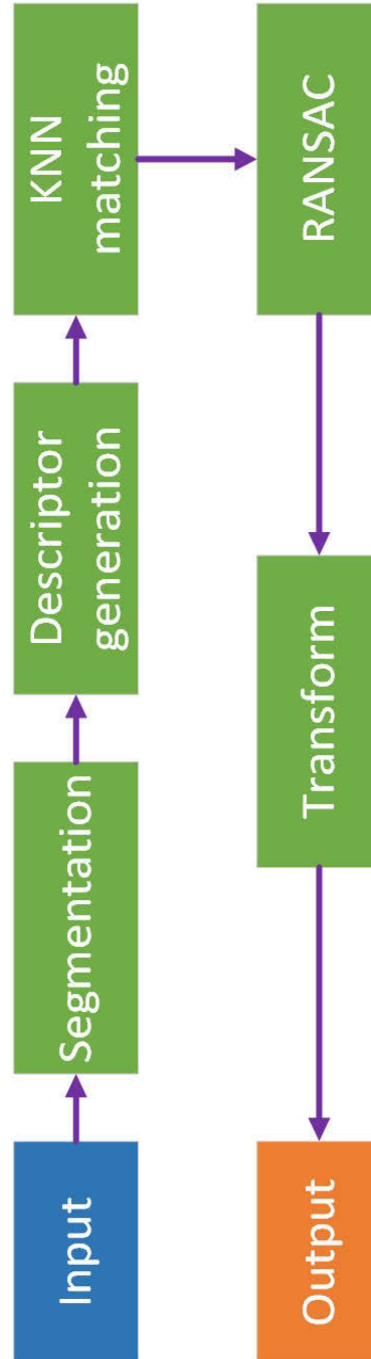 Input
Segmentation
Descriptor
generation
KNN
matching
RANSAC
Transform
Output